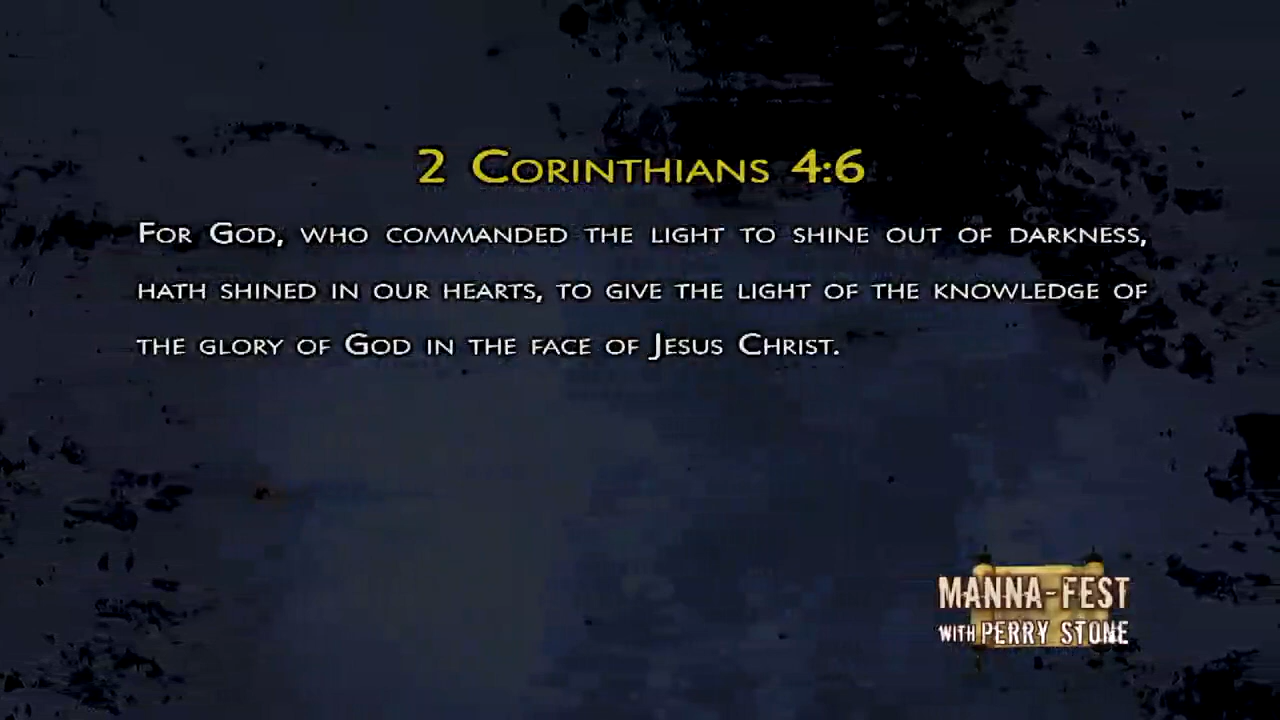 2 Corinthians 4:6
For God, who commanded the light to shine out of darkness,
hath shined in our hearts, to give the light of the knowledge of
the glory of God in the face of Jesus Christ.
MANNA-FEST
WITH PERRY STONE